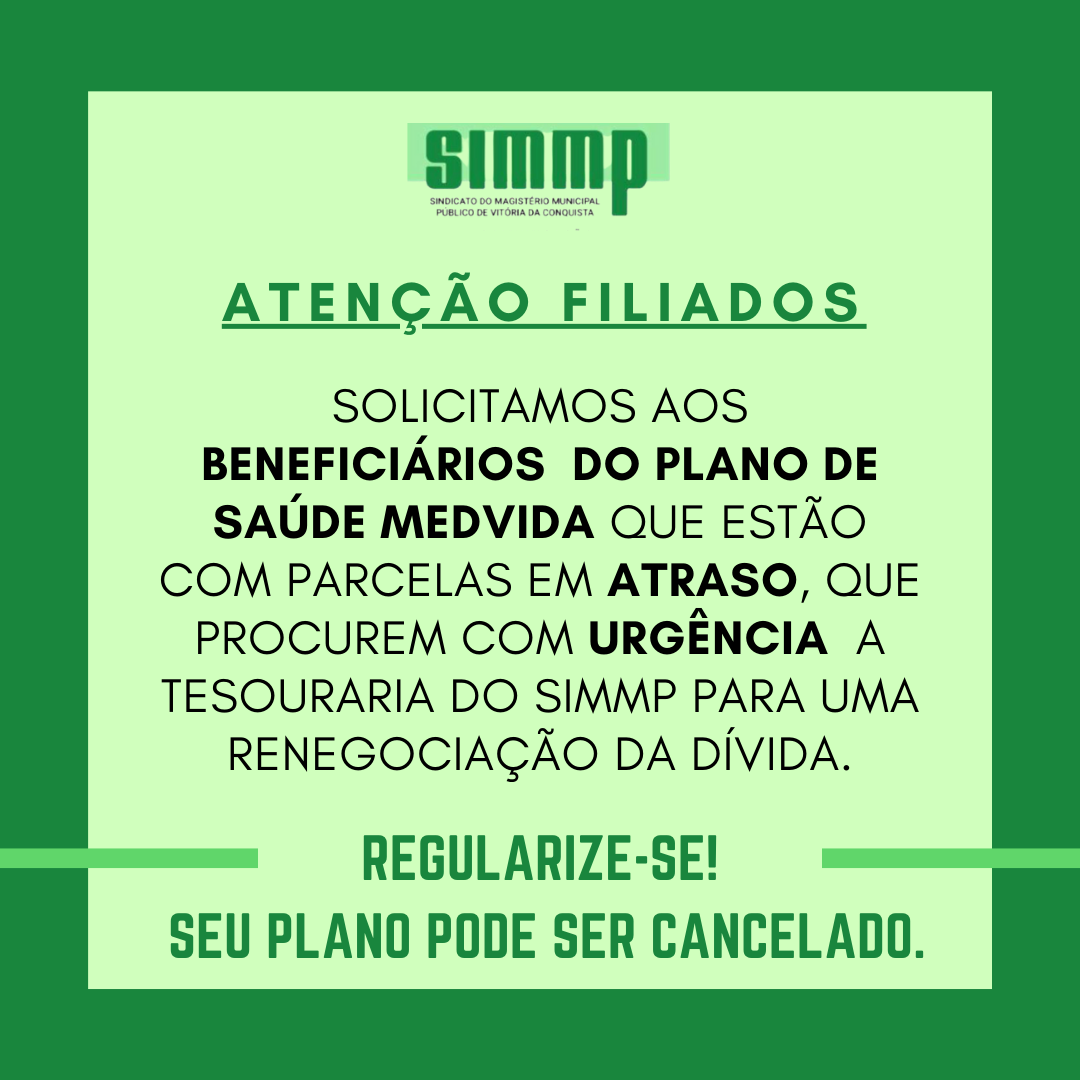 SIMMP
SINDICATO DO MAGISTÉRIO MUNICIPAL
PÚBLICO DE VITÓRIA DA CONQUISTA
ATENÇÃO FILIADOS
SOLICITAMOS AOS
BENEFICIÁRIOS DO PLANO DE
SAÚDE MEDVIDA QUE ESTÃO
COM PARCELAS EM ATRASO, QUE
PROCUREM COM URGÊNCIA A
TESOURARIA DO SIMMP PARA UMA
RENEGOCIAÇÃO DA DÍVIDA.
REGULARIZE-SE!
SEU PLANO PODE SER CANCELADO.